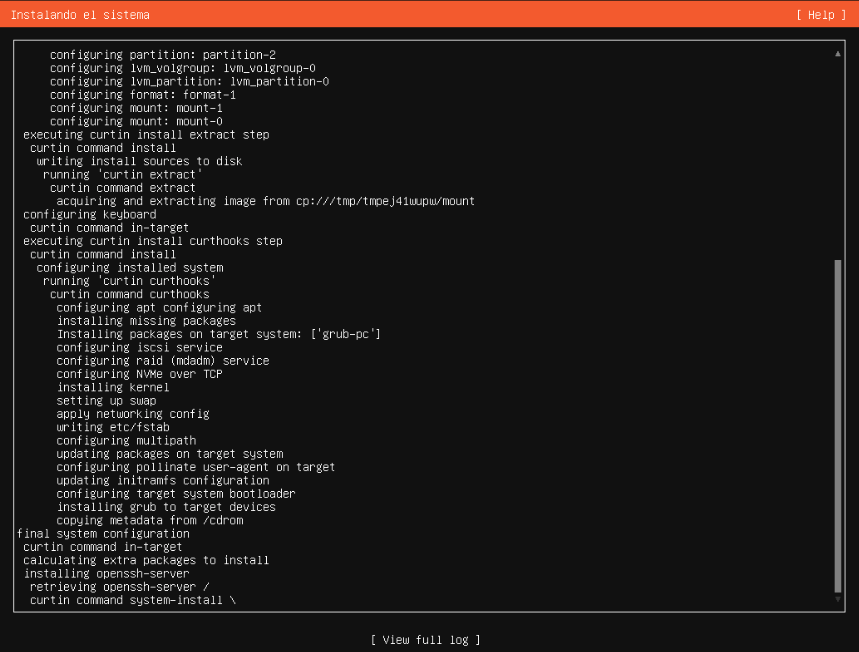 Instalando el sistema [ Help ]
configuring partition: partition-2
configuring lvm_volgroup: lvm_volgroup-0
configuring lvm_partition: lvm_partition-0
configuring format: format-1
configuring mount: mount-1
configuring mount: mount-0
executing curtin install extract step
curtin command install
writing install sources to disk
running 'curtin extract'
curtin command extract
acquiring and extracting image from cp:///tmp/tmpej41wupw/mount
configuring keyboard
curtin command in-target
executing curtin install curthooks step
curtin command install
configuring installed system
running 'curtin curthooks'
curtin command curthooks
configuring apt configuring apt
installing missing packages
Installing packages on target system: ['grub-pc']
configuring iscsi service
configuring raid (mdadm) service
configuring NVMe over TCP
installing kernel
setting up swap
apply networking config
writing etc/fstab
configuring multipath
updating packages on target system
configuring pollinate user-agent on target
updating initramfs configuration
configuring target system bootloader
installing grub to target devices
copying metadata from /cdrom
final system configuration
curtin command in-target
calculating extra packages to install
installing openssh-server
retrieving openssh-server /
curtin command system-install \
[ View full log ]